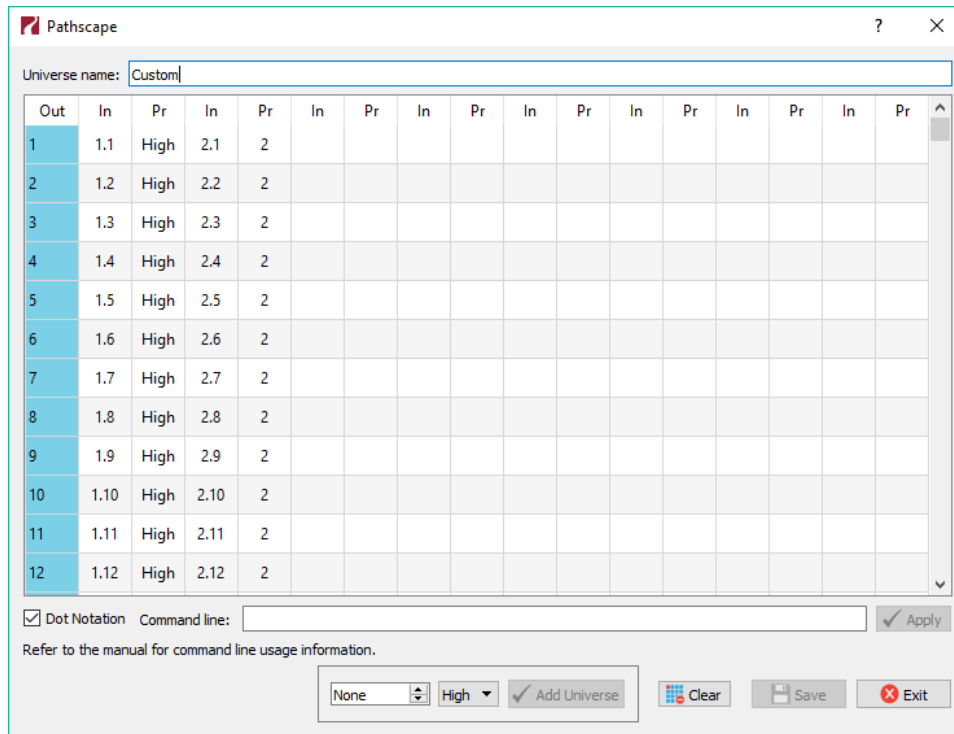 Pathscape ?
Universe name: Custom
Out In Pr In Pr In Pr In Pr In Pr In Pr In Pr In Pr
1 1.1 High 2.1 2
2 1.2 High 2.2 2
3 1.3 High 2.3 2
4 1.4 High 2.4 2
5 1.5 High 2.5 2
6 1.6 High 2.6 2
7 1.7 High 2.7 2
8 1.8 High 2.8 2
9 1.9 High 2.9 2
10 1.10 High 2.10 2
11 1.11 High 2.11 2
12 1.12 High 2.12 2
Dot Notation Command line: Apply
Refer to the manual for command line usage information.
None High Add Universe Clear Save Exit